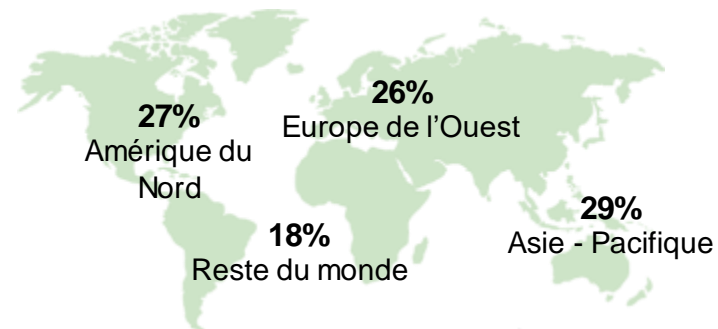 27%
Amérique du
Nord
26%
Europe de l’Ouest
18%
Reste du monde
29%
Asie - Pacifique